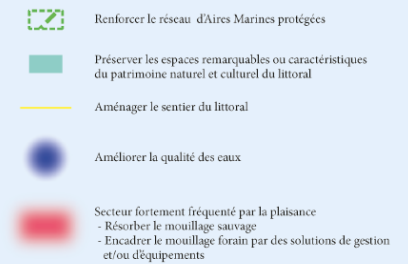 Renforcer le réseau d'Aires Marines protégées
Préserver les espaces remarquables ou caractéristiques
du patrimoine naturel et culturel du littoral
Aménager le sentier du littoral
Améliorer la qualité des eaux
Secteur fortement fréquenté par la plaisance
- Résorber le mouillage sauvage
- Encadrer le mouillage forain par des solutions de gestion
et/ou d'équipements